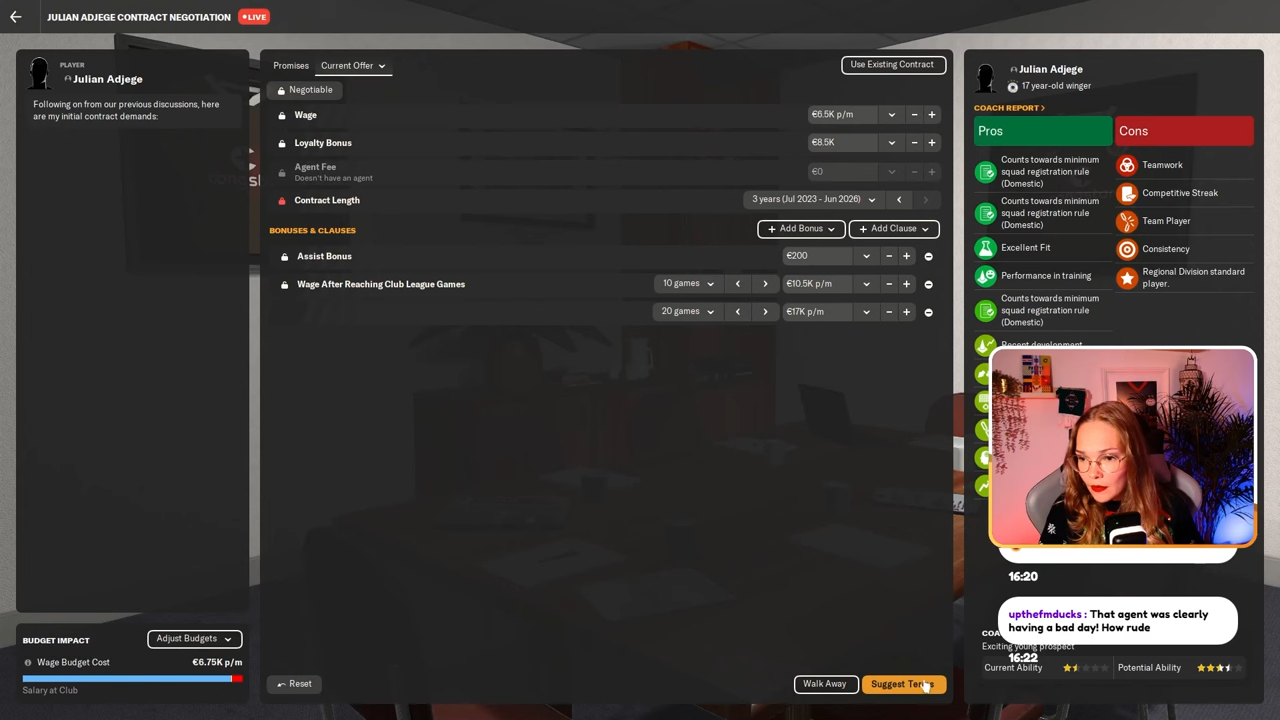 JULIAN ADJEGE CONTRACT NEGOTIATION
LIVE
PLAYER
Julian Adjege
Following on from our previous discussions, here
are my initial contract demands:
Promises
Current Offer
Use Existing Contract
Negotiable
Wage
€6.5K p/m
Loyalty Bonus
€8.5K
Agent Fee
Doesn't have an agent
€0
Contract Length
3 years (Jul 2023 - Jun 2026)
BONUSES & CLAUSES
Add Bonus
Add Clause
Assist Bonus
€200
Wage After Reaching Club League Games
10 games
€10.5K p/m
20 games
€17K p/m
Reset
Walk Away
Suggest Terms
BUDGET IMPACT
Adjust Budgets
Wage Budget Cost
€6.75K p/m
Salary at Club
Julian Adjege
17 year-old winger
COACH REPORT >
Pros
Cons
Counts towards minimum
squad registration rule
(Domestic)
Counts towards minimum
squad registration rule
(Domestic)
Excellent Fit
Performance in training
Counts towards minimum
squad registration rule
(Domestic)
Recent development
Teamwork
Competitive Streak
Team Player
Consistency
Regional Division standard
player.
16:20
upthefmducks : That agent was clearly
having a bad day! How rude
16:22
Exciting young prospect
Current Ability
Potential Ability